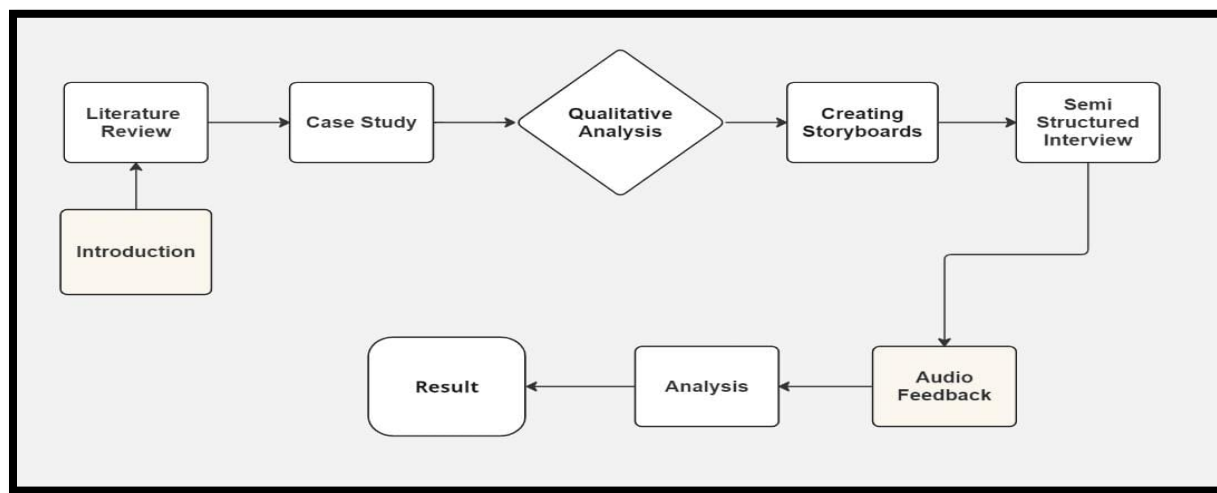 Literature
Review
Case Study
Qualitative
Analysis
Creating
Storyboards
Semi
Structured
Interview
Introduction
Audio
Feedback
Analysis
Result